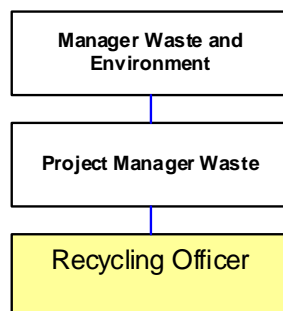 Manager Waste and
Environment
Project Manager Waste
Recycling Officer